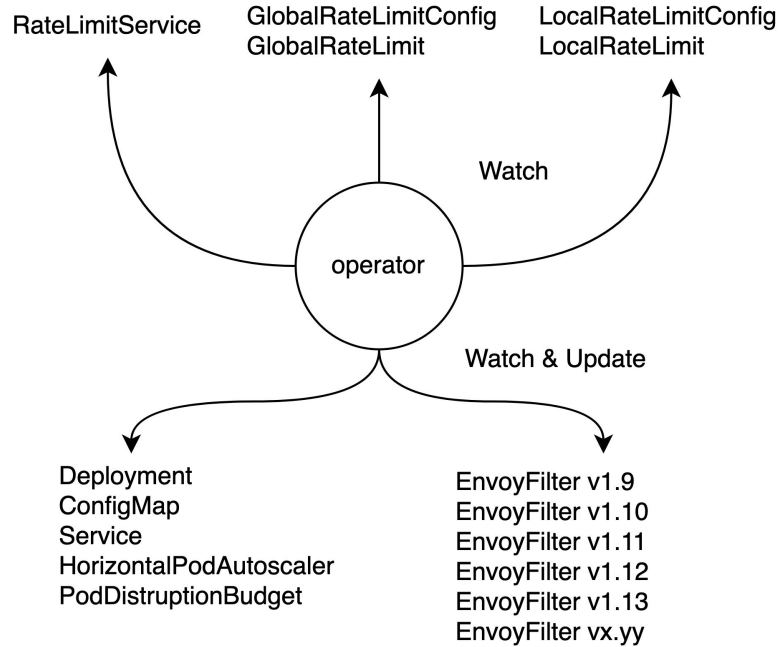 RateLimitService
GlobalRateLimitConfig
GlobalRateLimit
LocalRateLimitConfig
LocalRateLimit
Watch
operator
Watch & Update
Deployment
ConfigMap
Service
HorizontalPodAutoscaler
PodDistruptionBudget
EnvoyFilter v1.9
EnvoyFilter v1.10
EnvoyFilter v1.11
EnvoyFilter v1.12
EnvoyFilter v1.13
EnvoyFilter vx.yy